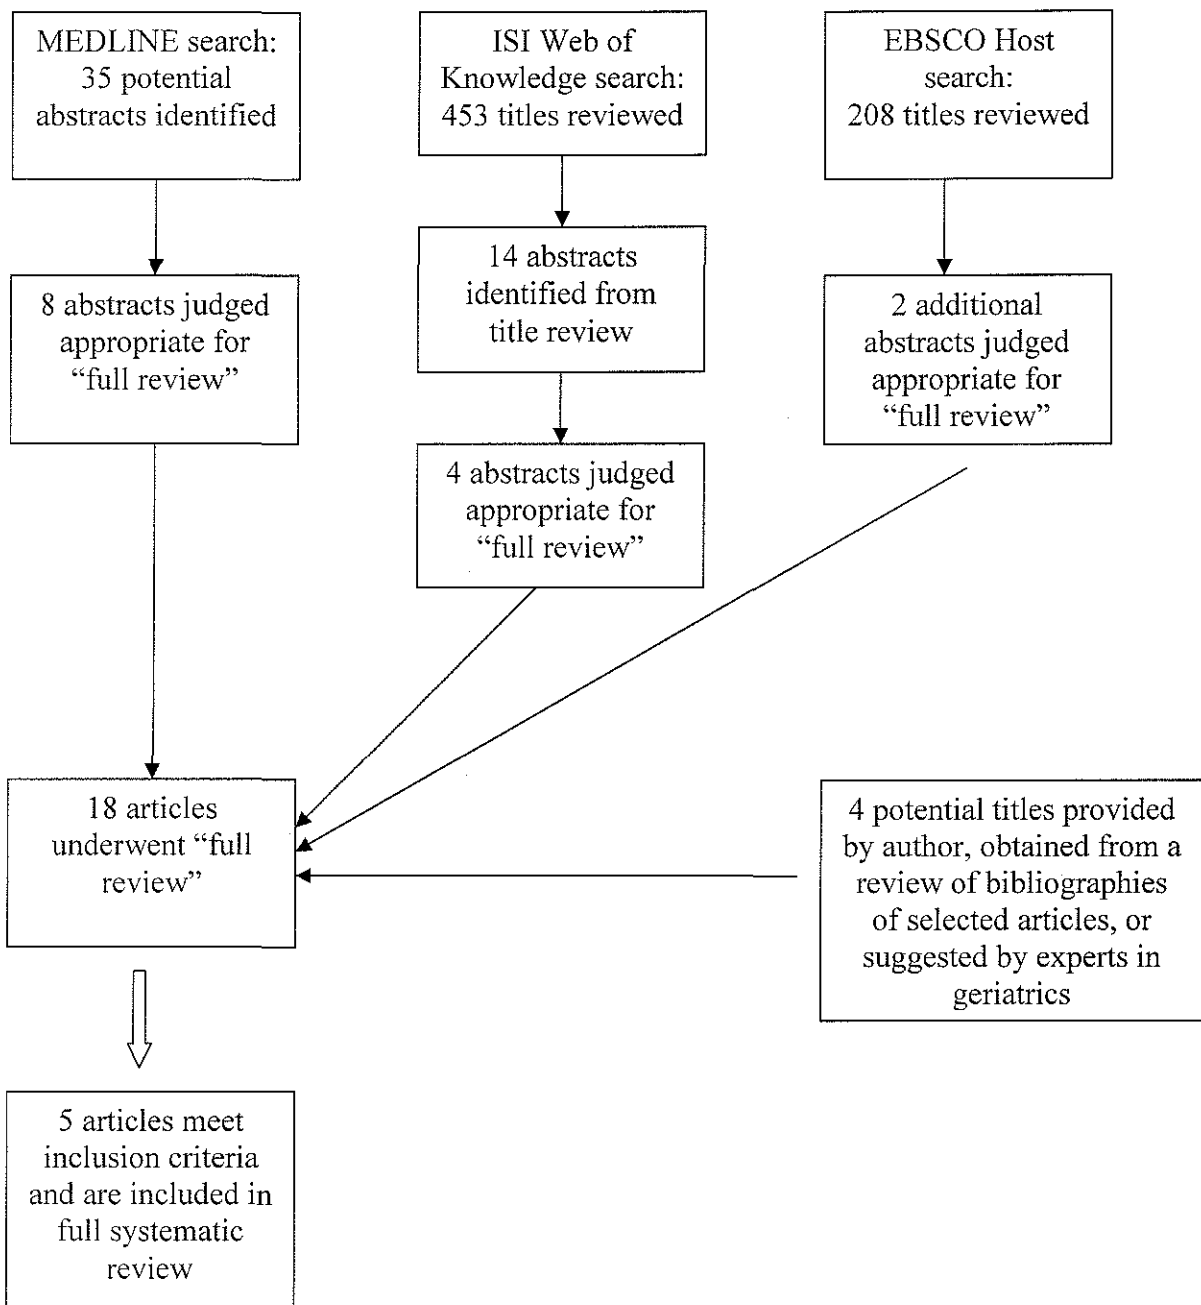 MEDLINE search:
35 potential
abstracts identified
ISI Web of
Knowledge search:
453 titles reviewed
EBSCO Host
search:
208 titles reviewed
14 abstracts
identified from
title review
8 abstracts judged
appropriate for
“full review”
2 additional
abstracts judged
appropriate for
“full review”
4 abstracts judged
appropriate for
“full review”
18 articles
underwent “full
review”
4 potential titles provided
by author, obtained from a
review of bibliographies
of selected articles, or
suggested by experts in
geriatrics
5 articles meet
inclusion criteria
and are included in
full systematic
review